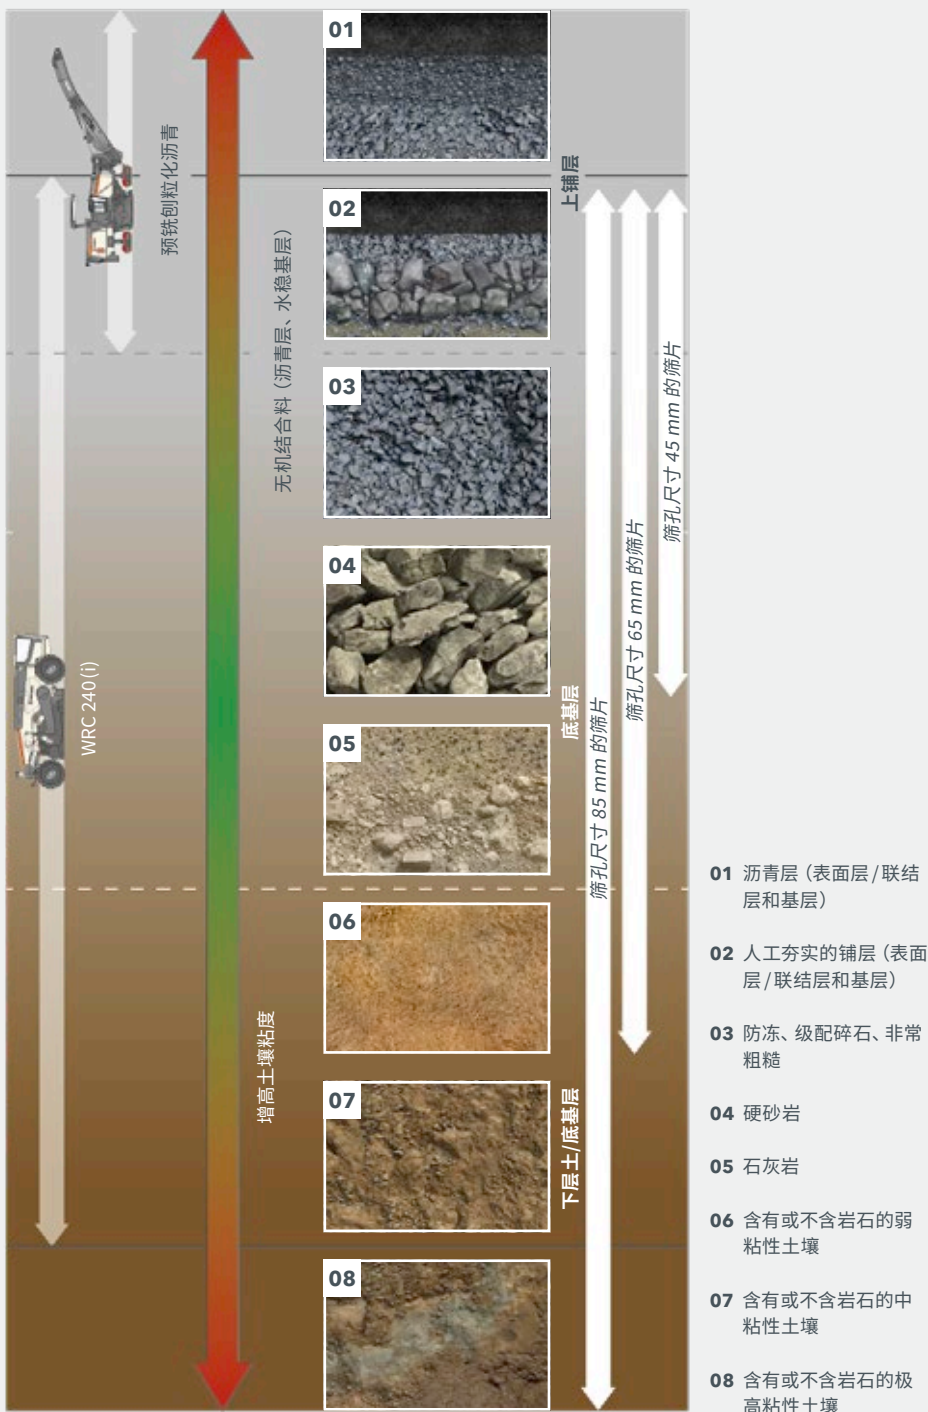 01
02
03
04
05
06
07
08
预铣刨粒化沥青
无机结合料（沥青层、水稳基层）
WRC 240 (i)
增高土壤粘度
上铺层
底基层
下层土/底基层
筛孔尺寸 85 mm 的筛片
筛孔尺寸 65 mm 的筛片
筛孔尺寸 45 mm 的筛片
01 沥青层（表面层/联结
层和基层）
02 人工夯实的铺层（表面
层/联结层和基层）
03 防冻、级配碎石、非常
粗糙
04 硬砂岩
05 石灰岩
06 含有或不含岩石的弱
粘性土壤
07 含有或不含岩石的中
粘性土壤
08 含有或不含岩石的极
高粘性土壤